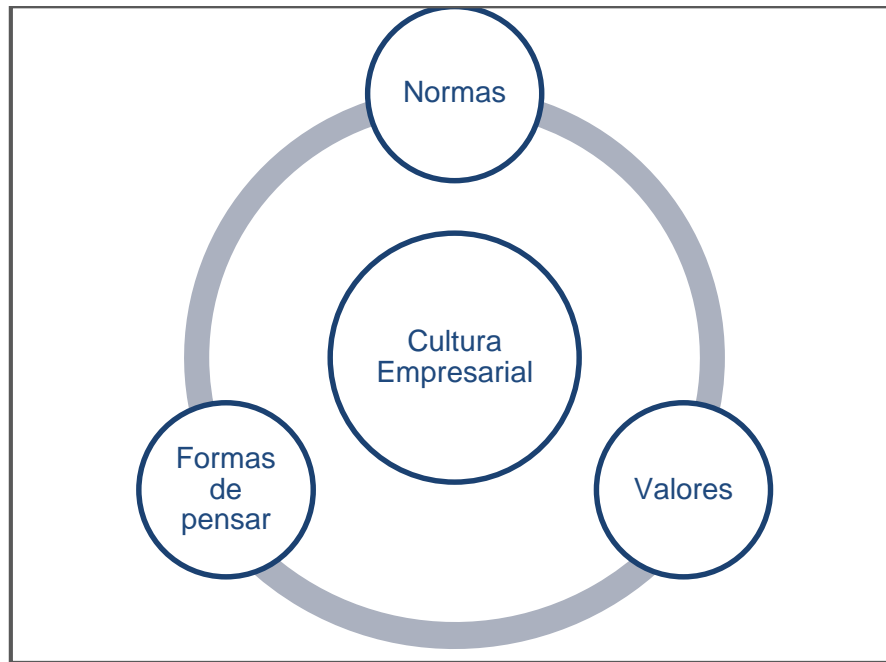 Normas
Cultura
Empresarial
Formas
de
pensar
Valores